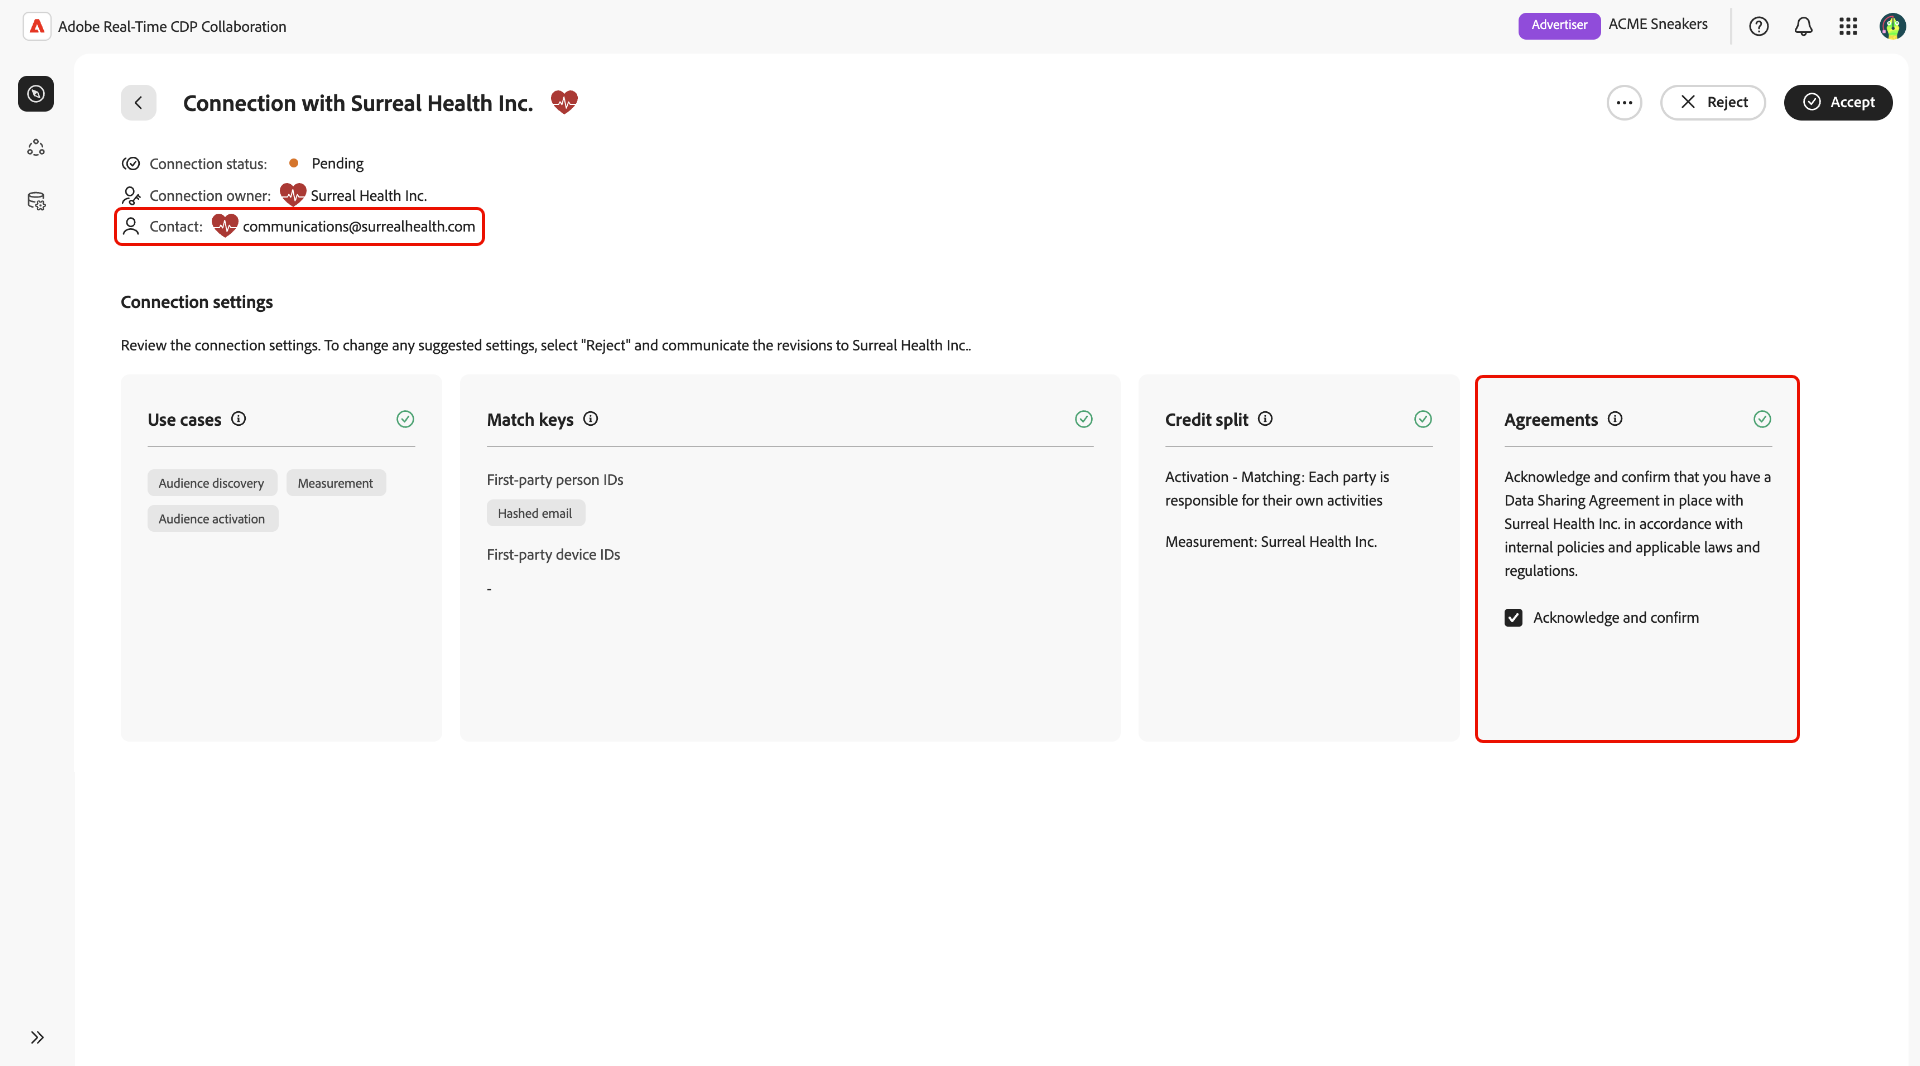 Adobe Real-Time CDP Collaboration
Advertiser ACME Sneakers
Connection with Surreal Health Inc.
Reject
Accept
Connection status: Pending
Connection owner: Surreal Health Inc.
Contact: communications@surrealhealth.com
Connection settings
Review the connection settings. To change any suggested settings, select "Reject" and communicate the revisions to Surreal Health Inc..
Use cases
Audience discovery Measurement
Audience activation
Match keys
First-party person IDs
Hashed email
First-party device IDs
-
Credit split
Activation - Matching: Each party is
responsible for their own activities
Measurement: Surreal Health Inc.
Agreements
Acknowledge and confirm that you have a
Data Sharing Agreement in place with
Surreal Health Inc. in accordance with
internal policies and applicable laws and
regulations.
Acknowledge and confirm